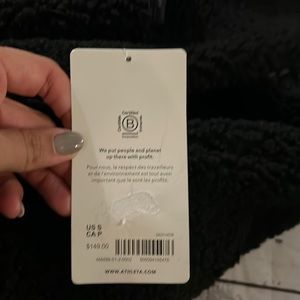 Certified
B
Corporation
We put people and planet
up there with profit.
Pour nous, le respect des travailleurs
et de l'environnement est tout aussi
important que le sont les profits.
US S
CA P
$149.00
WWW.ATHLETA.COM